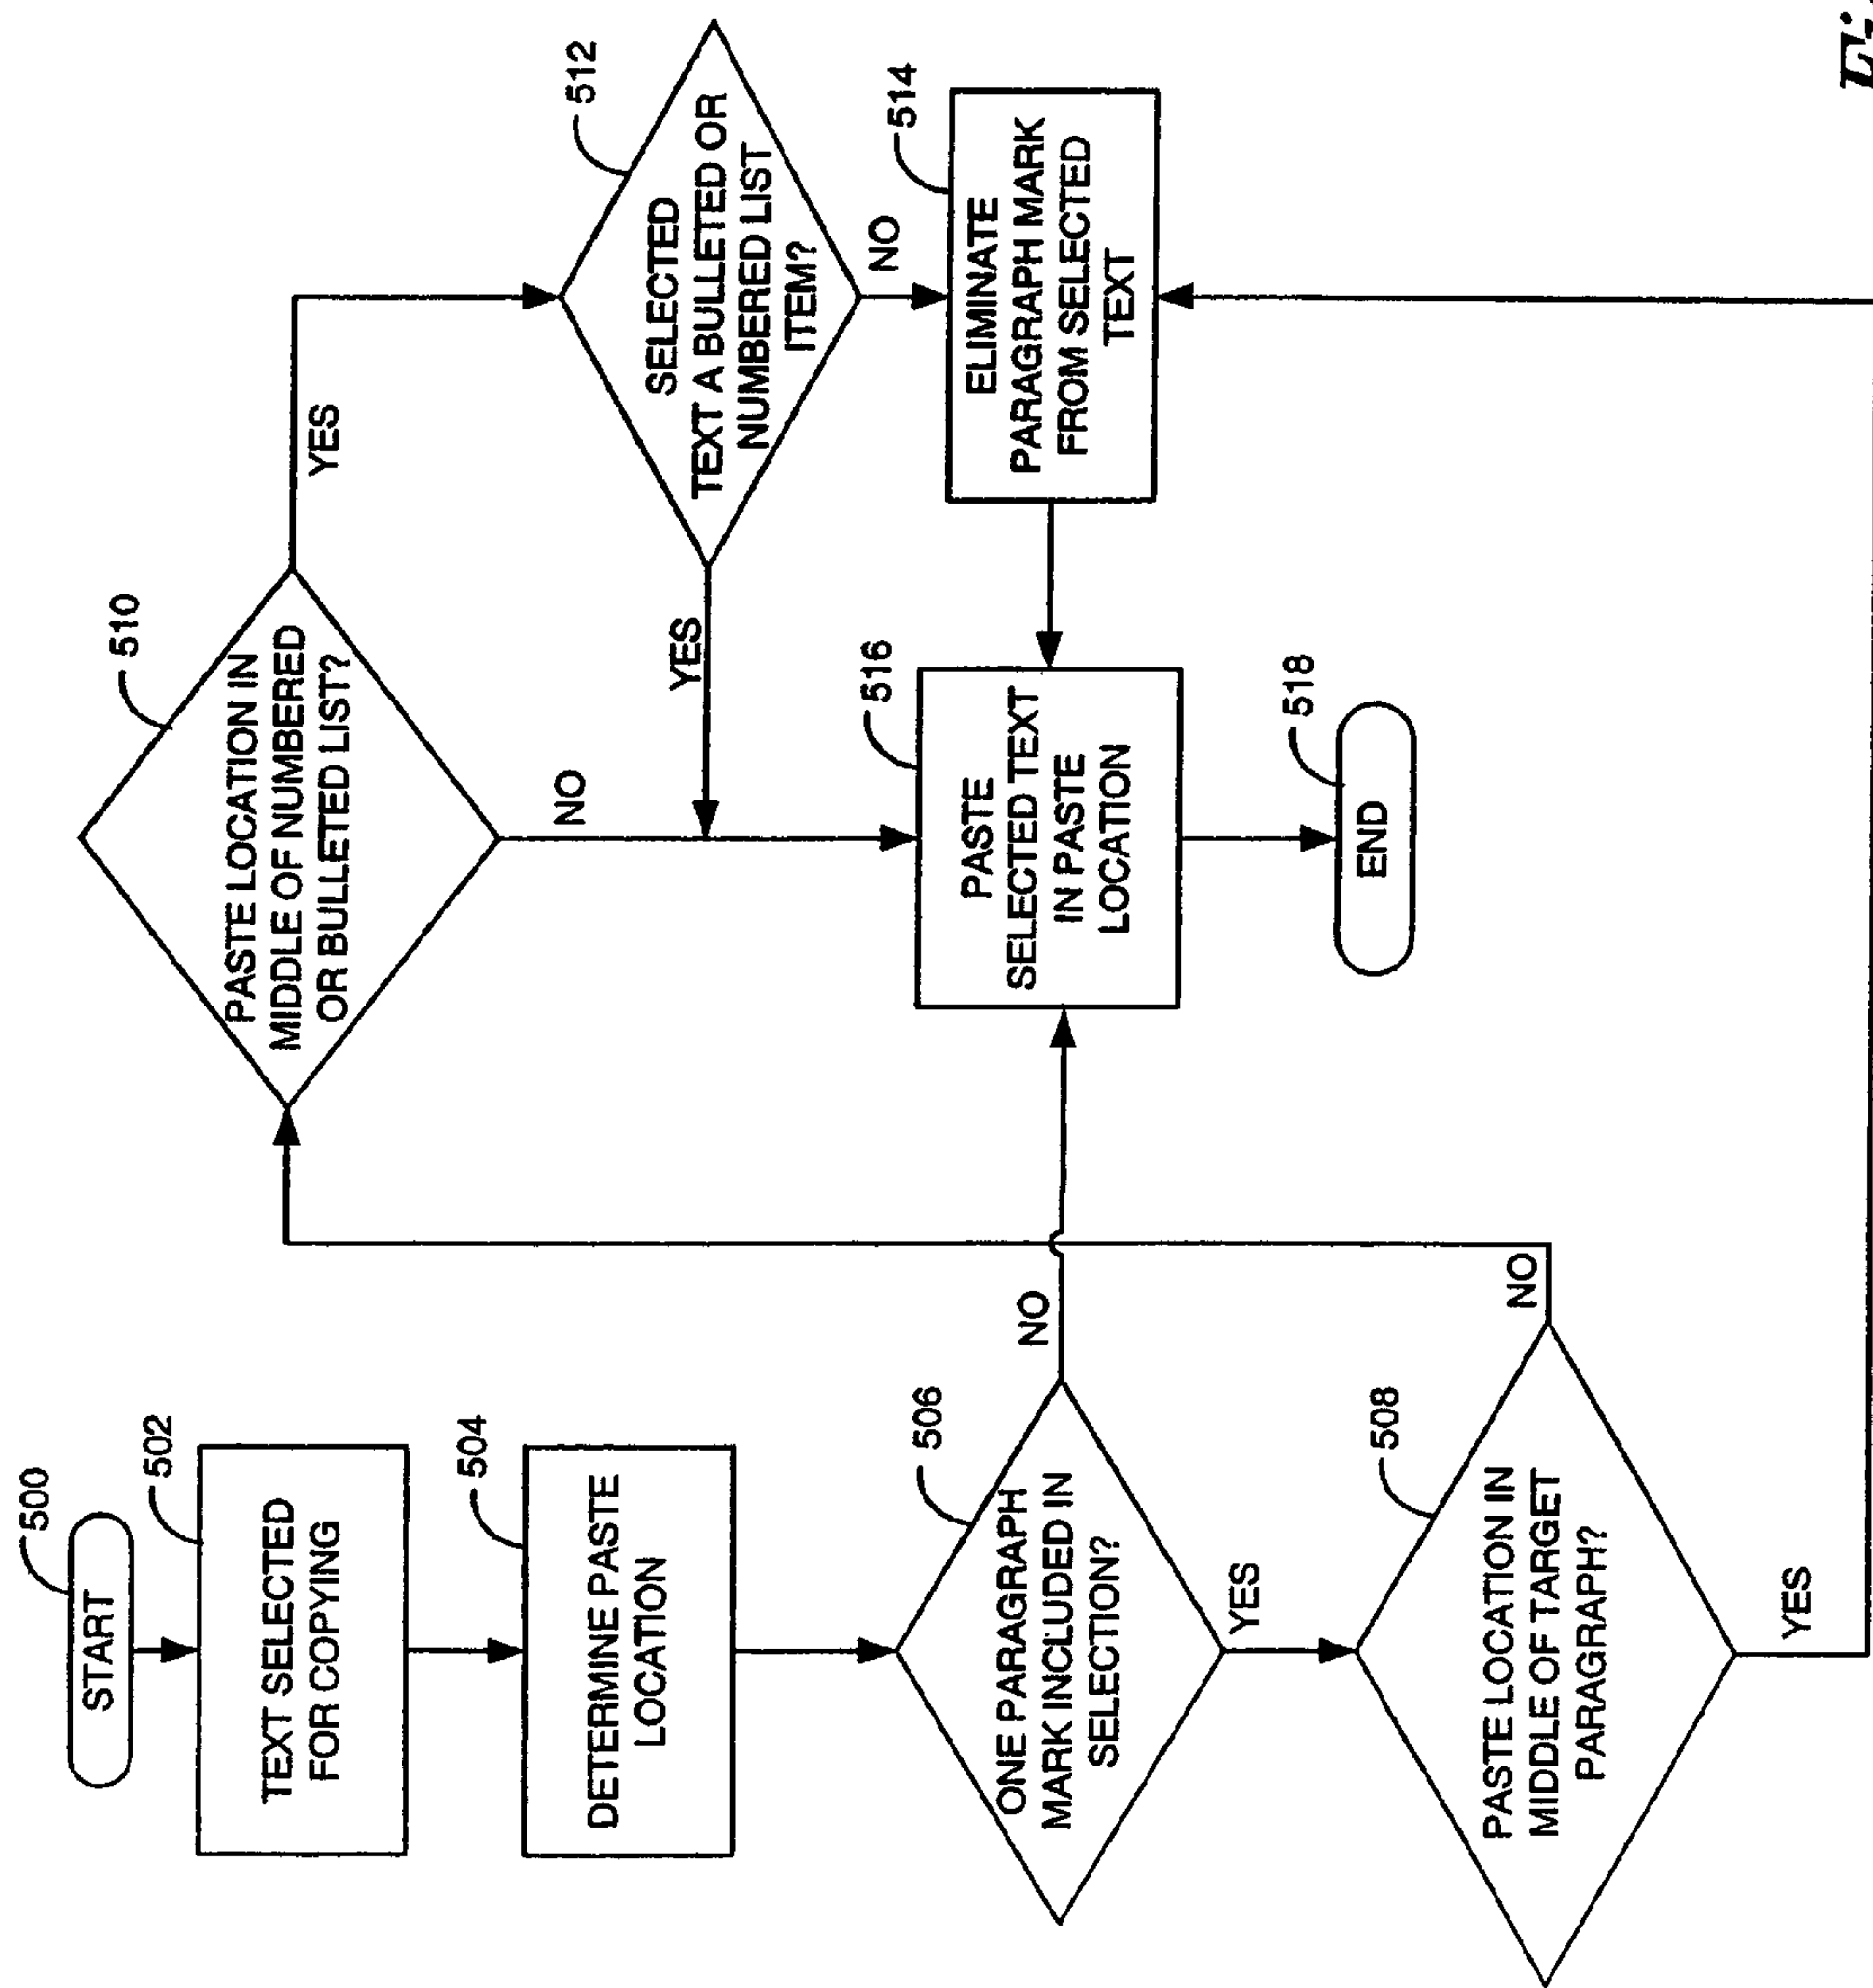 500
START
502
TEXT SELECTED
FOR COPYING
504
DETERMINE PASTE
LOCATION
506
ONE PARAGRAPH
MARK INCLUDED IN
SELECTION?
NO
YES
508
PASTE LOCATION IN
MIDDLE OF TARGET
PARAGRAPH?
NO
YES
510
PASTE LOCATION IN
MIDDLE OF NUMBERED
OR BULLETED LIST?
YES
NO
512
SELECTED
TEXT A BULLETED OR
NUMBERED LIST
ITEM?
YES
NO
514
ELIMINATE
PARAGRAPH MARK
FROM SELECTED
TEXT
516
PASTE
SELECTED TEXT
IN PASTE
LOCATION
518
END